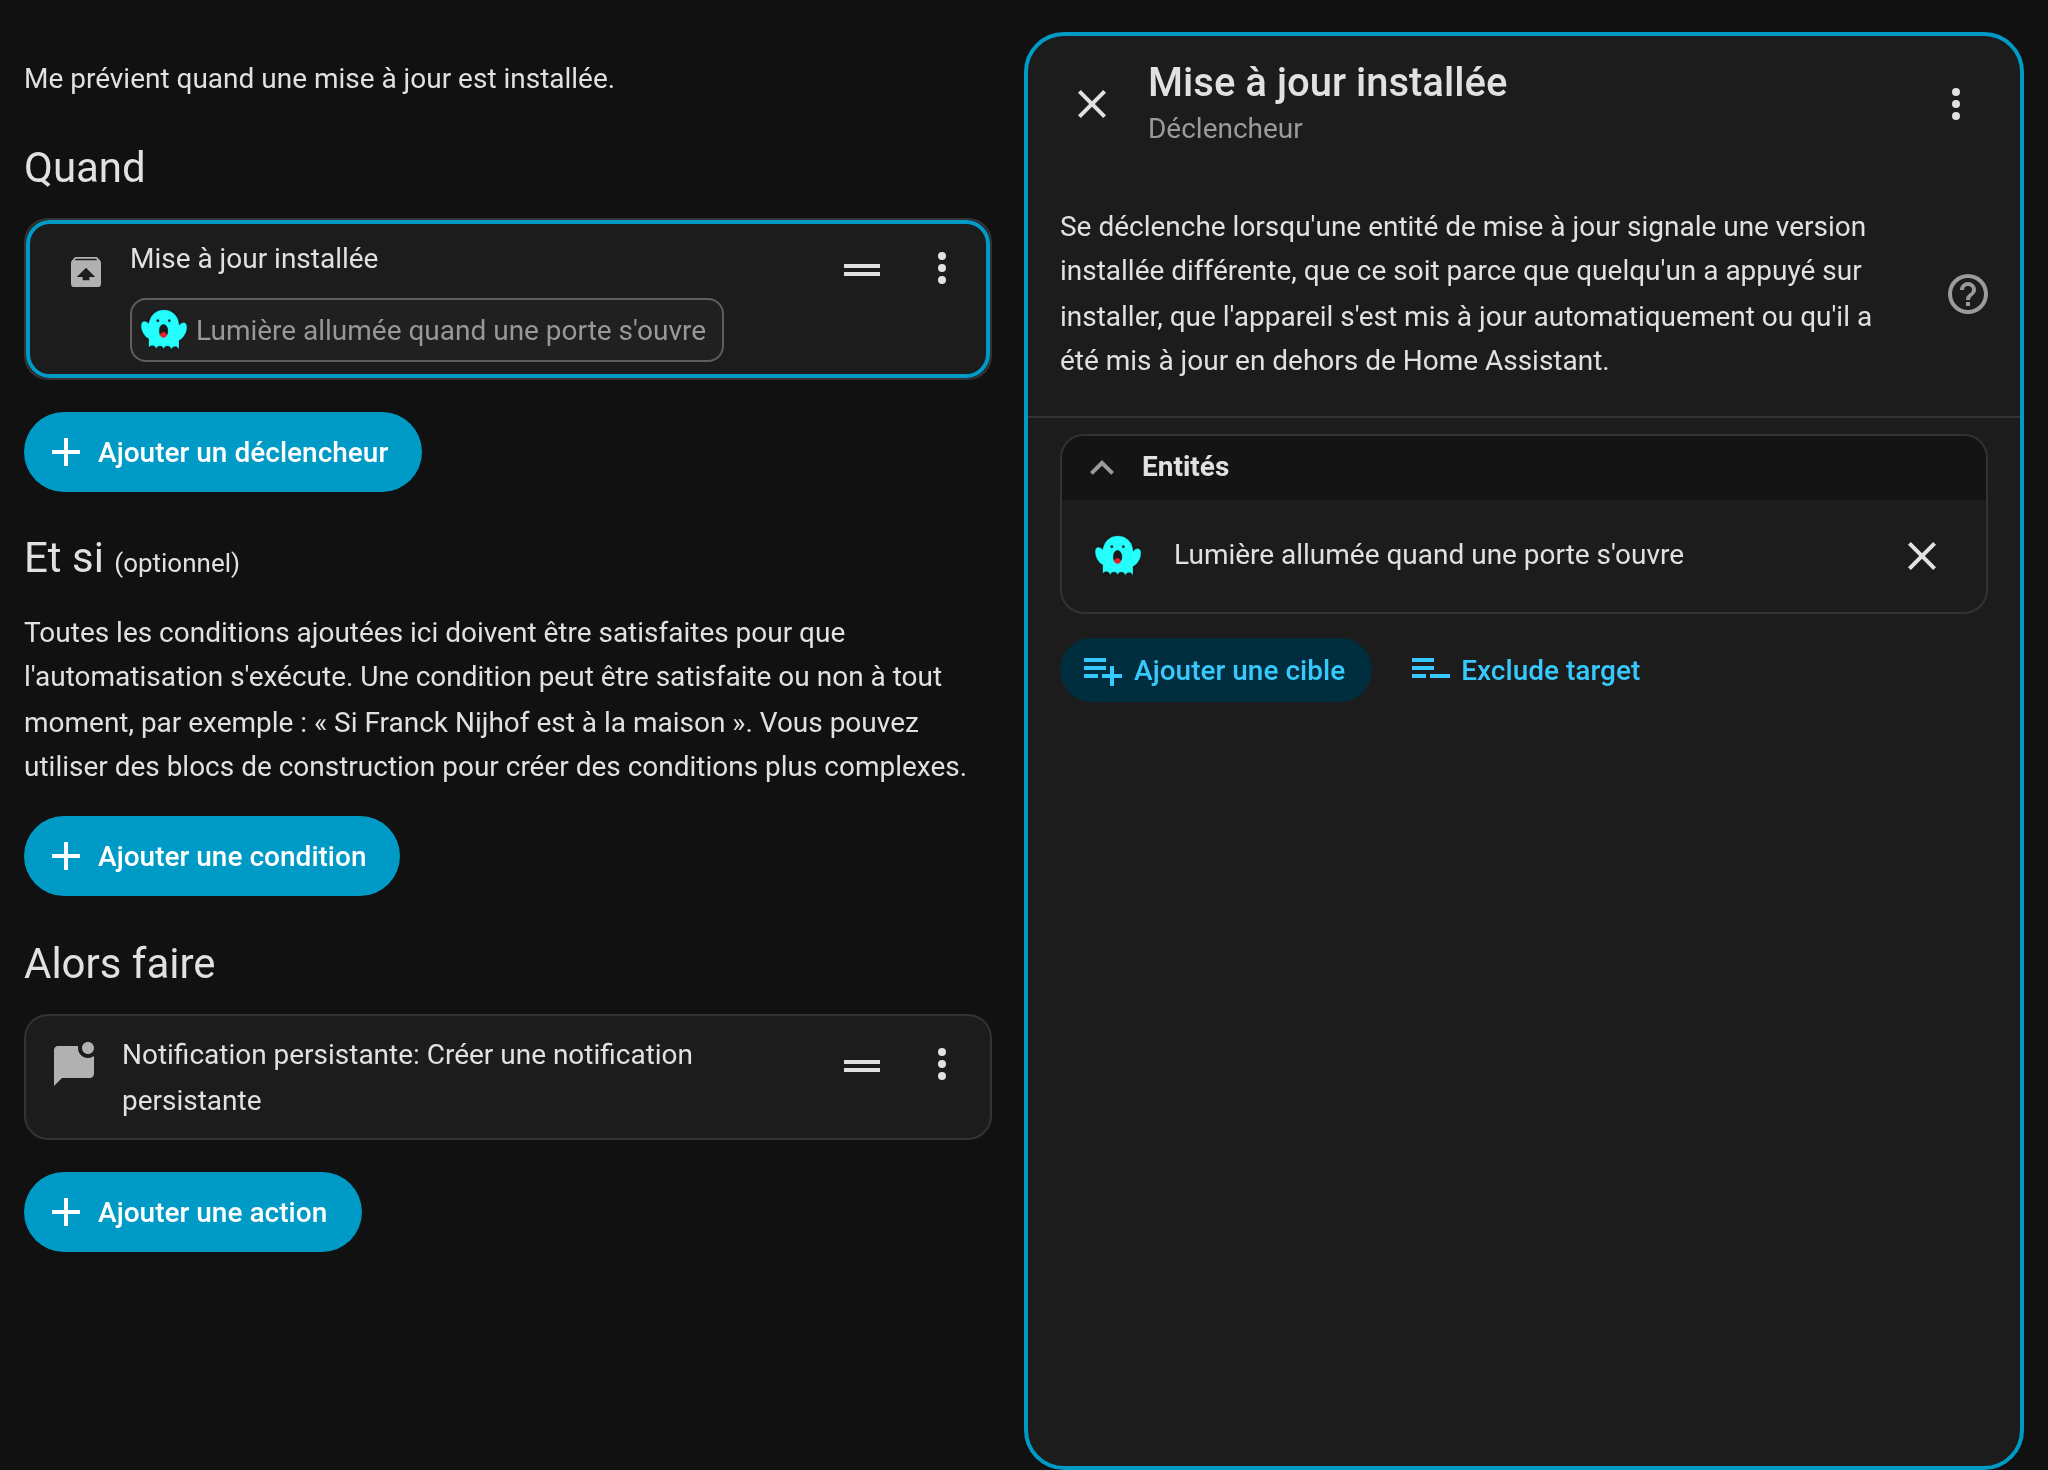 Me prévient quand une mise à jour est installée.
Quand
Mise à jour installée
Lumière allumée quand une porte s'ouvre
Ajouter un déclencheur
Et si (optionnel)
Toutes les conditions ajoutées ici doivent être satisfaites pour que
l'automatisation s'exécute. Une condition peut être satisfaite ou non à tout
moment, par exemple : « Si Franck Nijhof est à la maison ». Vous pouvez
utiliser des blocs de construction pour créer des conditions plus complexes.
Ajouter une condition
Alors faire
Notification persistante: Créer une notification
persistante
Ajouter une action
Mise à jour installée
Déclencheur
Se déclenche lorsqu'une entité de mise à jour signale une version
installée différente, que ce soit parce que quelqu'un a appuyé sur
installer, que l'appareil s'est mis à jour automatiquement ou qu'il a
été mis à jour en dehors de Home Assistant.
Entités
Lumière allumée quand une porte s'ouvre
Ajouter une cible
Exclude target